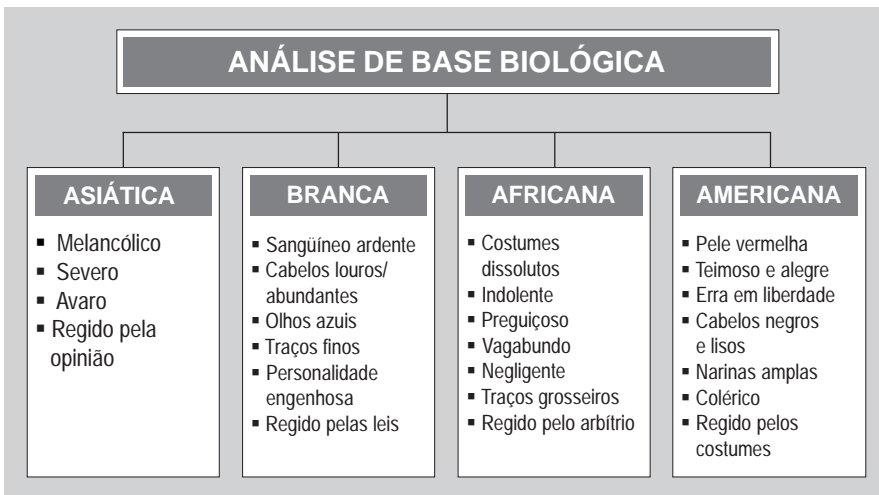 ANÁLISE DE BASE BIOLÓGICA
ASIÁTICA
▪ Melancólico
▪ Severo
▪ Avaro
▪ Regido pela
opinião
BRANCA
▪ Sangüíneo ardente
▪ Cabelos louros/
abundantes
▪ Olhos azuis
▪ Traços finos
▪ Personalidade
engenhosa
▪ Regido pelas leis
AFRICANA
▪ Costumes
dissolutos
▪ Indolente
▪ Preguiçoso
▪ Vagabundo
▪ Negligente
▪ Traços grosseiros
▪ Regido pelo arbítrio
AMERICANA
▪ Pele vermelha
▪ Teimoso e alegre
▪ Erra em liberdade
▪ Cabelos negros
e lisos
▪ Narinas amplas
▪ Colérico
▪ Regido pelos
costumes